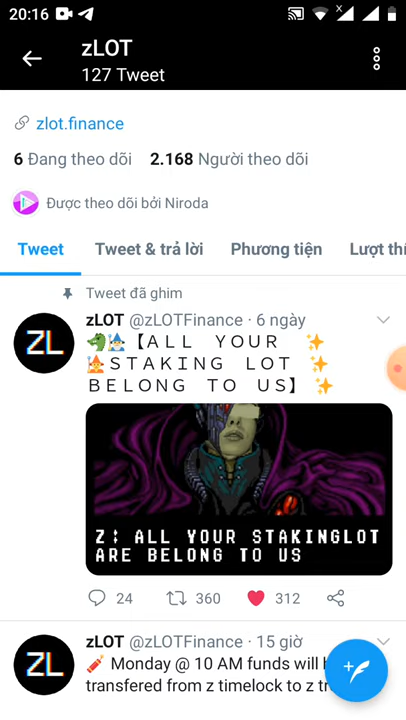 20:16
zLOT
127 Tweet
zlot.finance
6 Đang theo dõi 2.168 Người theo dõi
Được theo dõi bởi Niroda
Tweet Tweet & trả lời Phương tiện Lượt
Tweet đã ghim
zLOT @zLOTFinance · 6 ngày
ZL
🐲🧙‍♂️【ＡＬＬ ＹＯＵＲ ✨
🧙‍♂️ＳＴＡＫＩＮＧ ＬＯＴ ✨
ＢＥＬＯＮＧ ＴＯ ＵＳ】 ✨
Z: ALL YOUR STAKINGLOT
ARE BELONG TO US
24 360 312
zLOT @zLOTFinance · 15 giờ
ZL
🧨 Monday @ 10 AM funds will
transfered from z timelock to z